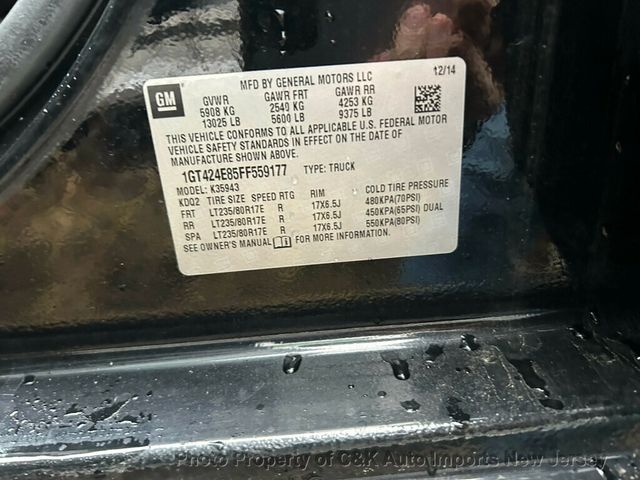 MFD BY GENERAL MOTORS LLC 12/14
GM
GVWR GAWR FRT GAWR RR
5908 KG 2540 KG 4253 KG
13025 LB 5600 LB 9375 LB
THIS VEHICLE CONFORMS TO ALL APPLICABLE U.S. FEDERAL MOTOR
VEHICLE SAFETY STANDARDS IN EFFECT ON THE DATE OF
MANUFACTURE SHOWN ABOVE.
1GT424E85FF559177 TYPE: TRUCK
MODEL: K35943
KDQ2 TIRE SIZE SPEED RTG RIM COLD TIRE PRESSURE
FRT LT235/80R17E R 17X6.5J 480KPA(70PSI)
RR LT235/80R17E R 17X6.5J 450KPA(65PSI) DUAL
SPA LT235/80R17E R 17X6.5J 550KPA(80PSI)
SEE OWNER'S MANUAL FOR MORE INFORMATION.
Photo Property of C&K Auto Imports New Jersey